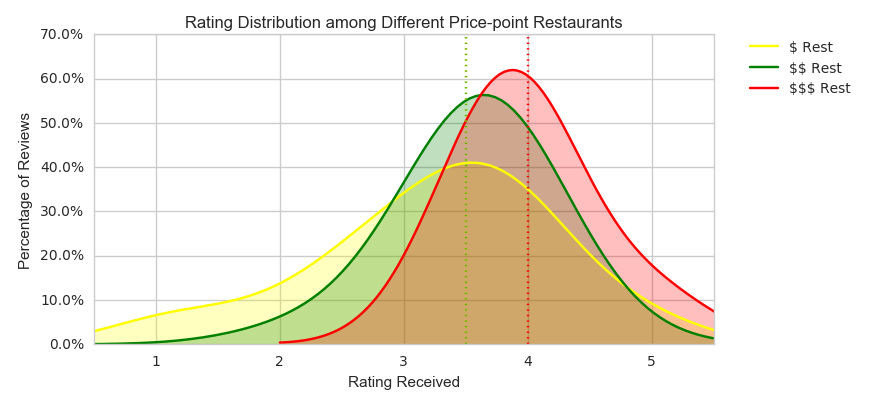 Rating Distribution among Different Price-point Restaurants
70.0%
60.0%
50.0%
40.0%
30.0%
20.0%
10.0%
0.0%
Percentage of Reviews
1 2 3 4 5
Rating Received
$ Rest
$$ Rest
$$$ Rest